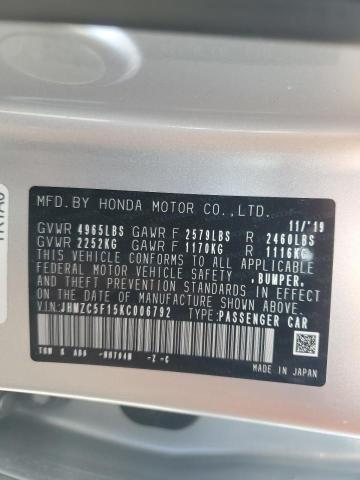 MFD.BY HONDA MOTOR CO.,LTD. 11/'19
GVWR 4965LBS GAWR F 2579LBS R 2460LBS
GVWR 2252KG GAWR F 1170KG R 1116KG
THIS VEHICLE CONFORMS TO ALL APPLICABLE
FEDERAL MOTOR VEHICLE SAFETY ,BUMPER,
AND THEFT PREVENTION STANDARDS IN EFFECT
ON THE DATE OF MANUFACTURE SHOWN ABOVE.
VIN:JHMZC5F15KC006792 TYPE:PASSENGER CAR
-Z -C
MADE IN JAPAN